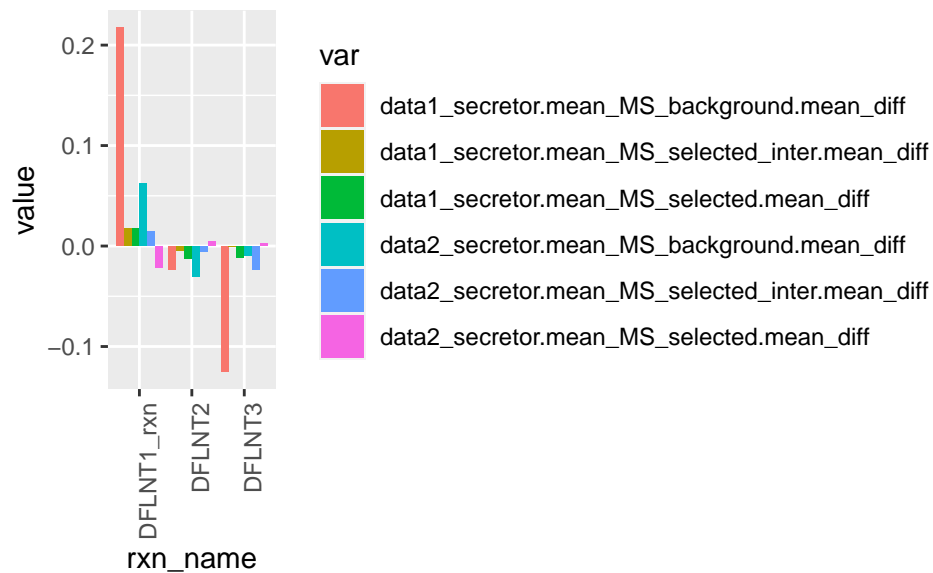 0.2
0.1
0.0
−0.1
value
DFLNT1_rxn
DFLNT2
DFLNT3
rxn_name
var
data1_secretor.mean_MS_background.mean_diff
data1_secretor.mean_MS_selected_inter.mean_diff
data1_secretor.mean_MS_selected.mean_diff
data2_secretor.mean_MS_background.mean_diff
data2_secretor.mean_MS_selected_inter.mean_diff
data2_secretor.mean_MS_selected.mean_diff